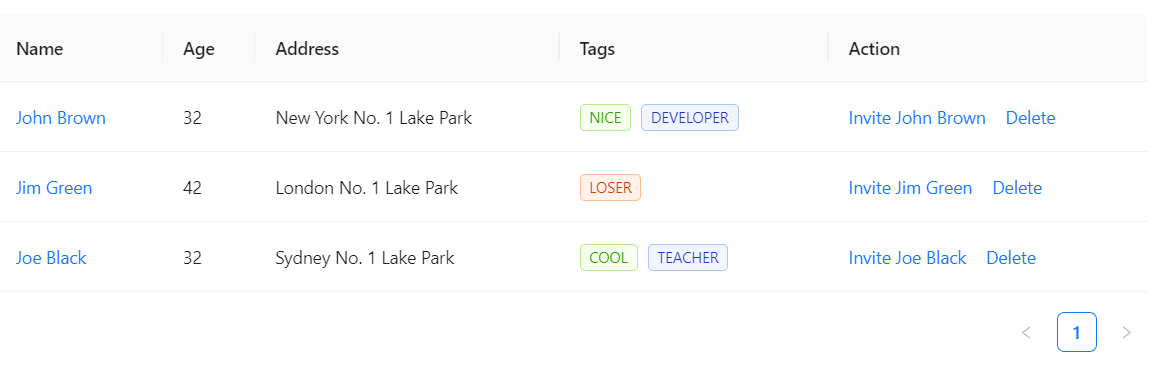 Name Age Address Tags Action
John Brown 32 New York No. 1 Lake Park NICE DEVELOPER Invite John Brown Delete
Jim Green 42 London No. 1 Lake Park LOSER Invite Jim Green Delete
Joe Black 32 Sydney No. 1 Lake Park COOL TEACHER Invite Joe Black Delete
1